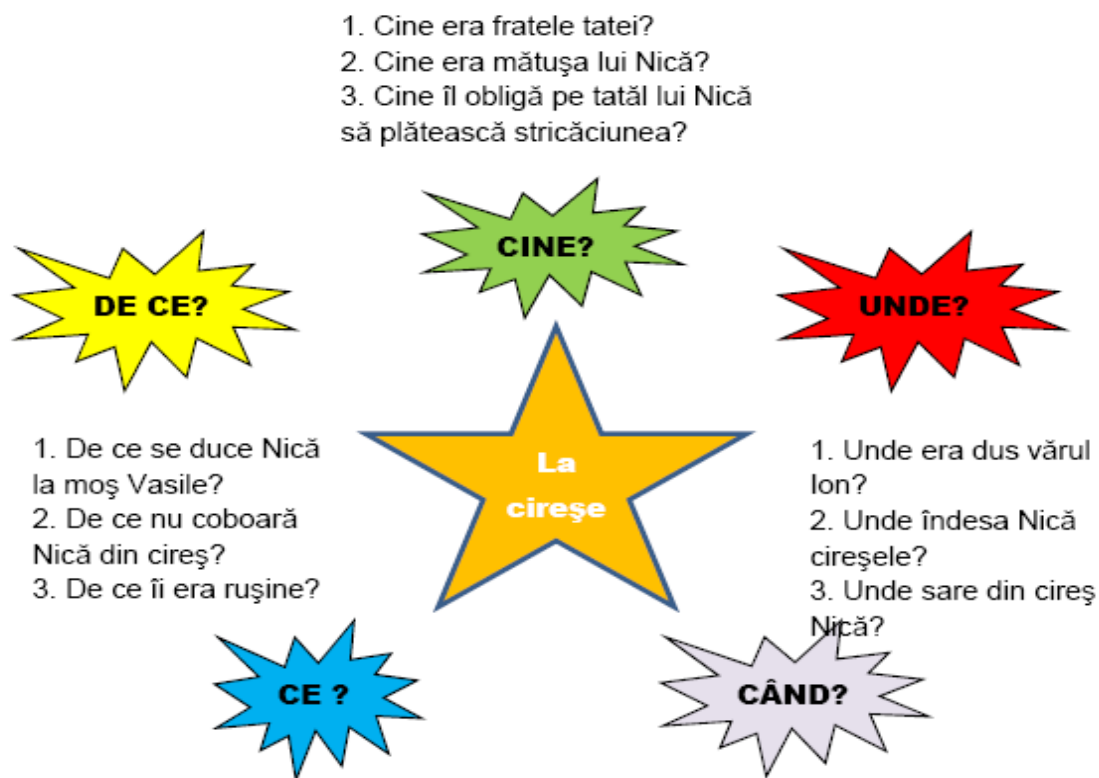 1. Cine era fratele tatei?
2. Cine era mătuşa lui Nică?
3. Cine îl obligă pe tatăl lui Nică
să plătească stricăciunea?
CINE?
DE CE?
UNDE?
La
cireşe
1. De ce se duce Nică
la moş Vasile?
2. De ce nu coboară
Nică din cireş?
3. De ce îi era ruşine?
1. Unde era dus vărul
Ion?
2. Unde îndesa Nică
cireşele?
3. Unde sare din cireş
Nică?
CE ?
CÂND?